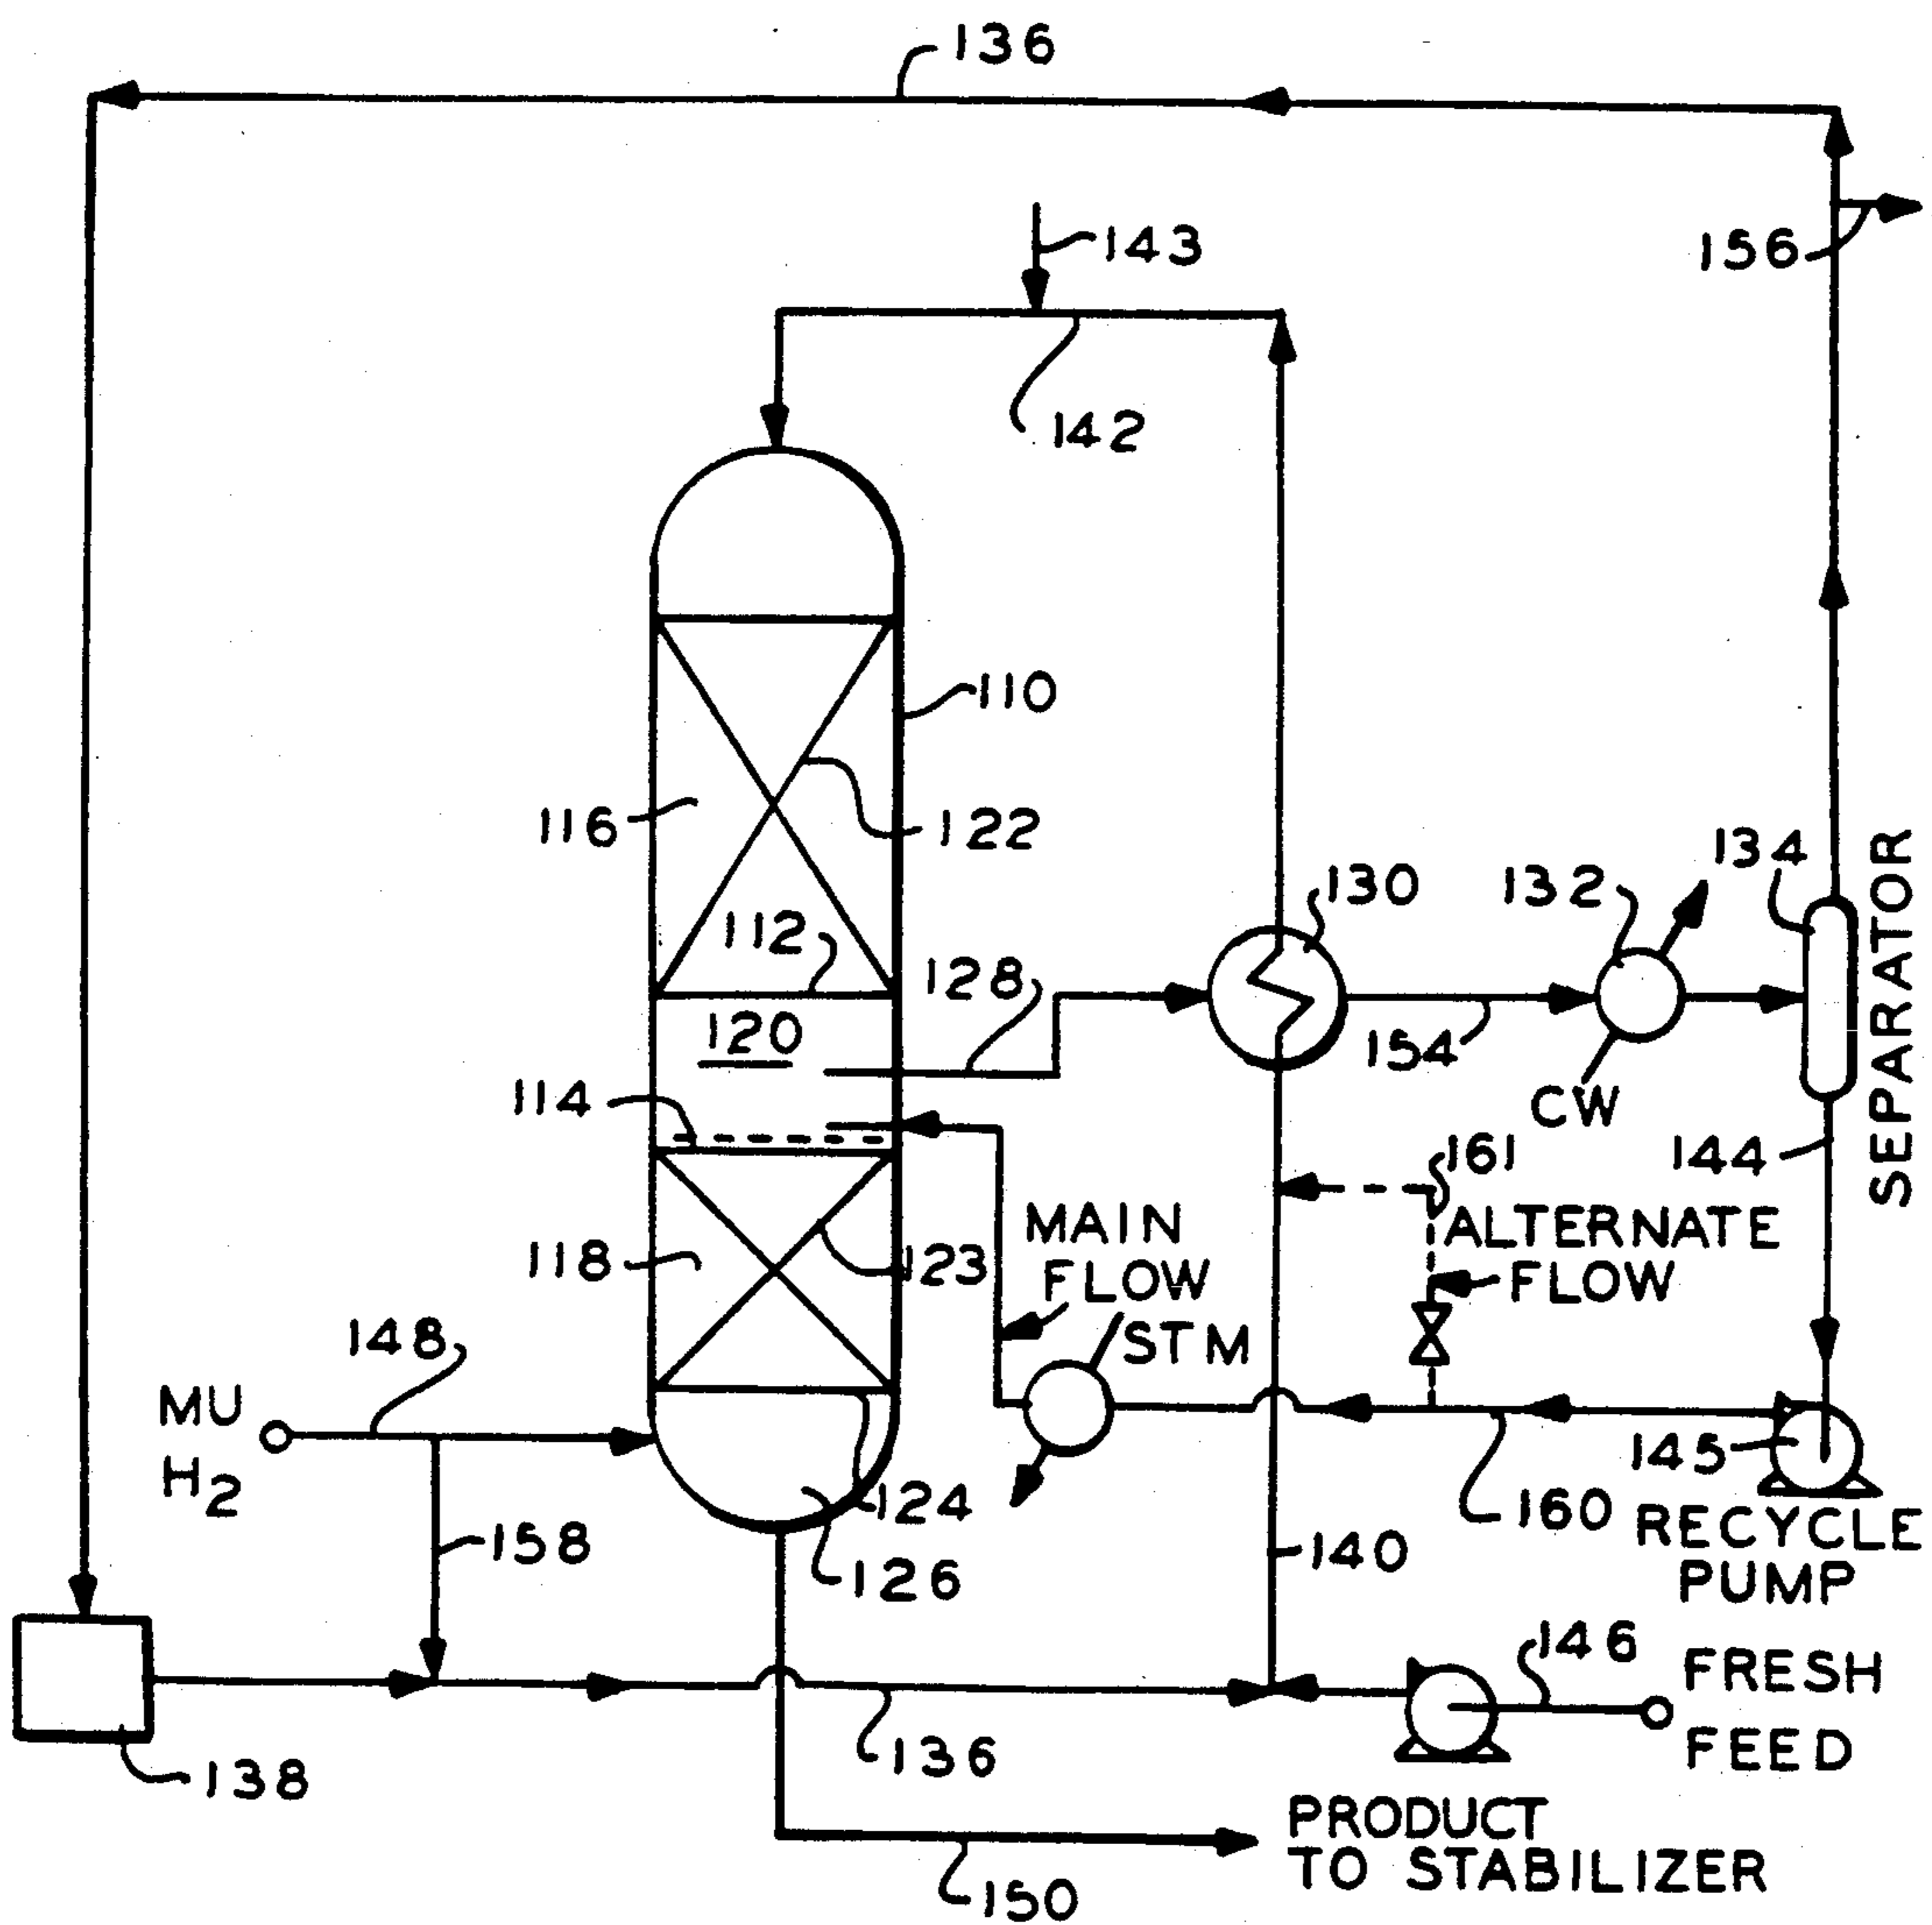 136
143
156
142
110
116
122
134
130
132
112
128
120
154
SEPARATOR
114
CW
144
161
MAIN
FLOW
ALTERNATE
FLOW
118
123
148
STM
MU
H2
145
124
160
RECYCLE
PUMP
158
140
126
146
FRESH
FEED
136
138
PRODUCT
TO STABILIZER
150